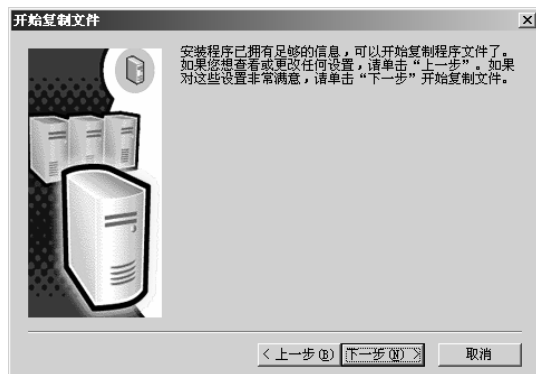 开始复制文件
安装程序已拥有足够的信息，可以开始复制程序文件了。
如果您想查看或更改任何设置，请单击“上一步”。如果
对这些设置非常满意，请单击“下一步”开始复制文件。
< 上一步(B) 下一步(N) > 取消